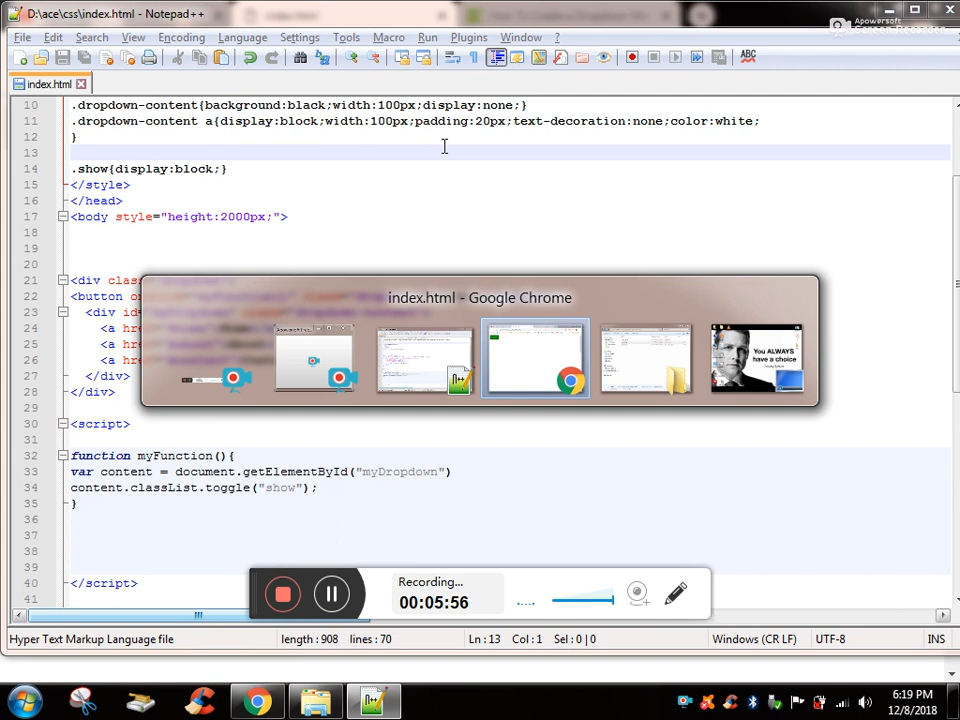 D:\ace\css\index.html - Notepad++
Apowersoft
File Edit Search View Encoding Language Settings Tools Macro Run Plugins Window ?
index.html
10 .dropdown-content{background:black;width:100px;display:none;}
11 .dropdown-content a{display:block;width:100px;padding:20px;text-decoration:none;color:white;
12 }
13
14 .show{display:block;}
15 </style>
16 </head>
17 <body style="height:2000px;">
18
19
20
21 <div clas
22 <button on
23 <div id
24 <a hr
25 <a hr
26 <a hr
27 </div>
28 </div>
29
30 <script>
31
32 function myFunction(){
33 var content = document.getElementById("myDropdown")
34 content.classList.toggle("show");
35 }
36
37
38
39
40 </script>
41
index.html - Google Chrome
You ALWAYS
have a choice
Recording...
00:05:56
Hyper Text Markup Language file length : 908 lines : 70 Ln : 13 Col : 1 Sel : 0 | 0 Windows (CR LF) UTF-8 INS
6:19 PM
12/8/2018